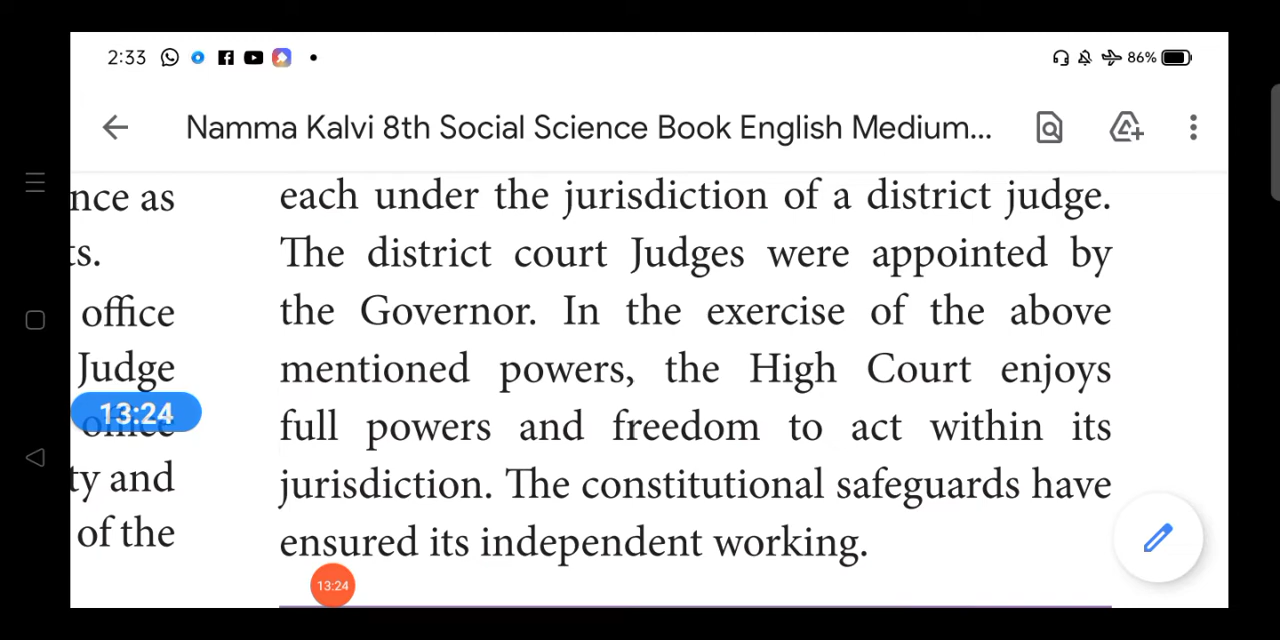 2:33
86%
Namma Kalvi 8th Social Science Book English Medium...
nce as
ts.
office
Judge
13:24
office
ty and
of the
each under the jurisdiction of a district judge.
The district court Judges were appointed by
the Governor. In the exercise of the above
mentioned powers, the High Court enjoys
full powers and freedom to act within its
jurisdiction. The constitutional safeguards have
ensured its independent working.
13:24